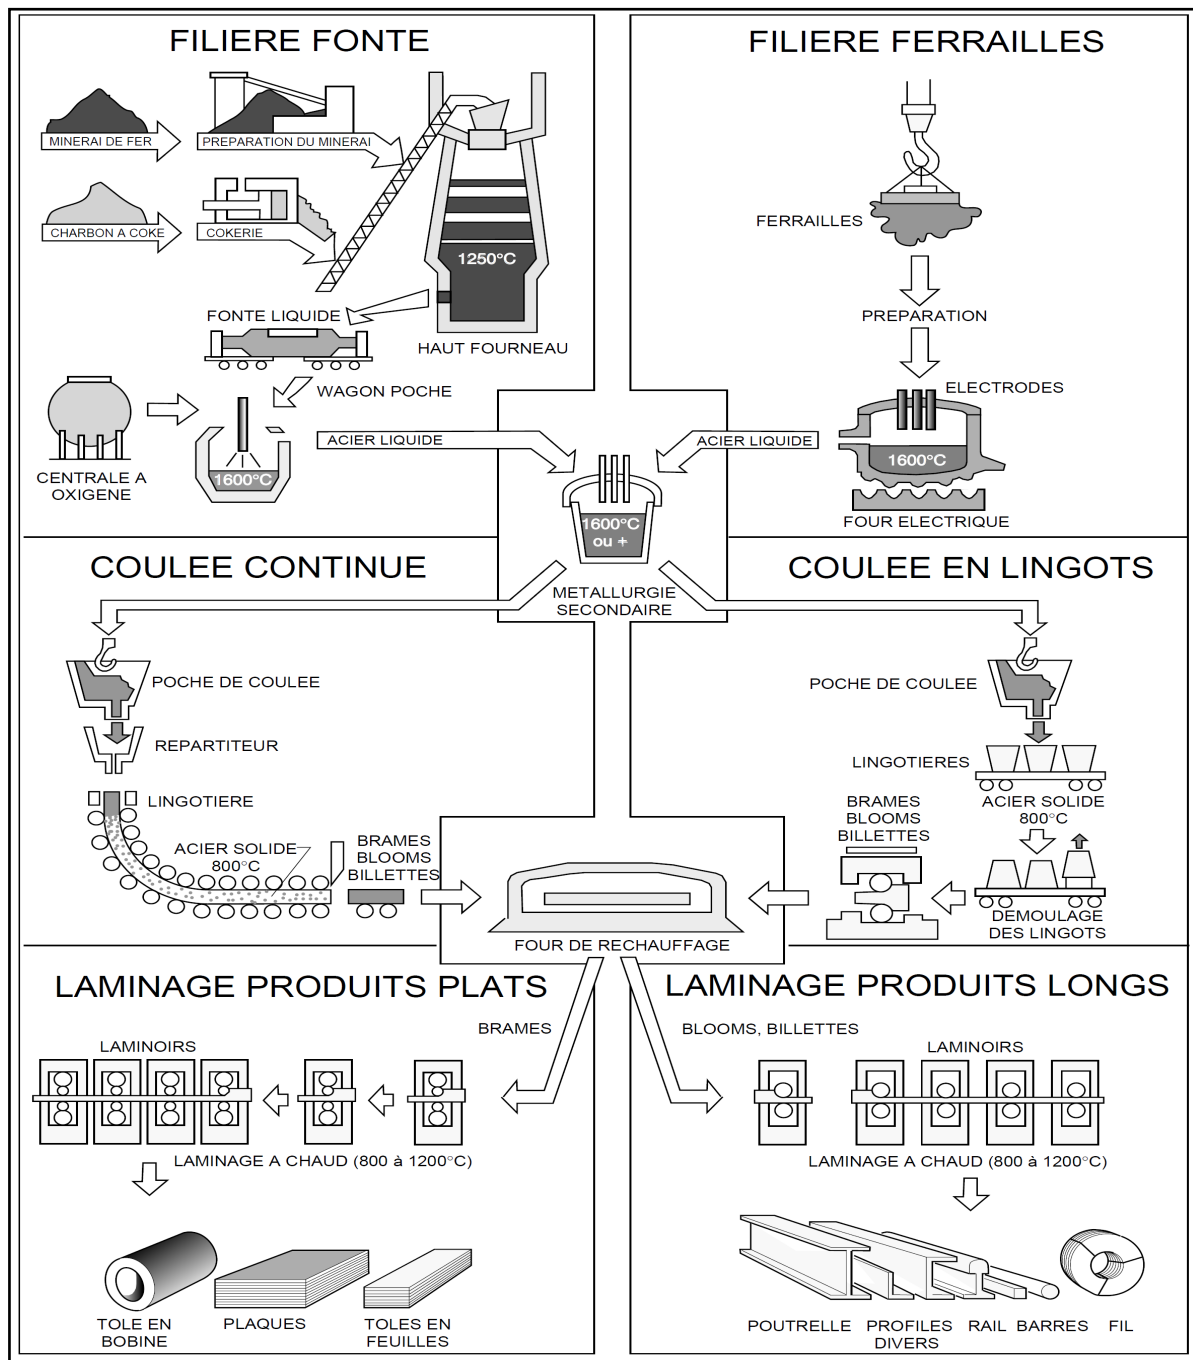 FILIERE FONTE
MINERAI DE FER
PREPARATION DU MINERAI
CHARBON A COKE
COKERIE
1250°C
FONTE LIQUIDE
HAUT FOURNEAU
WAGON POCHE
CENTRALE A
OXIGENE
1600°C
ACIER LIQUIDE
FILIERE FERRAILLES
FERRAILLES
PREPARATION
ELECTRODES
ACIER LIQUIDE
1600°C
FOUR ELECTRIQUE
1600°C
ou +
METALLURGIE
SECONDAIRE
COULEE CONTINUE
POCHE DE COULEE
REPARTITEUR
LINGOTIERE
ACIER SOLIDE
800°C
BRAMES
BLOOMS
BILLETTES
COULEE EN LINGOTS
POCHE DE COULEE
LINGOTIERES
ACIER SOLIDE
800°C
BRAMES
BLOOMS
BILLETTES
DEMOULAGE
DES LINGOTS
FOUR DE RECHAUFFAGE
LAMINAGE PRODUITS PLATS
BRAMES
LAMINOIRS
LAMINAGE A CHAUD (800 à 1200°C)
TOLE EN
BOBINE
PLAQUES
TOLES EN
FEUILLES
LAMINAGE PRODUITS LONGS
BLOOMS, BILLETTES
LAMINOIRS
LAMINAGE A CHAUD (800 à 1200°C)
POUTRELLE
PROFILES
DIVERS
RAIL
BARRES
FIL